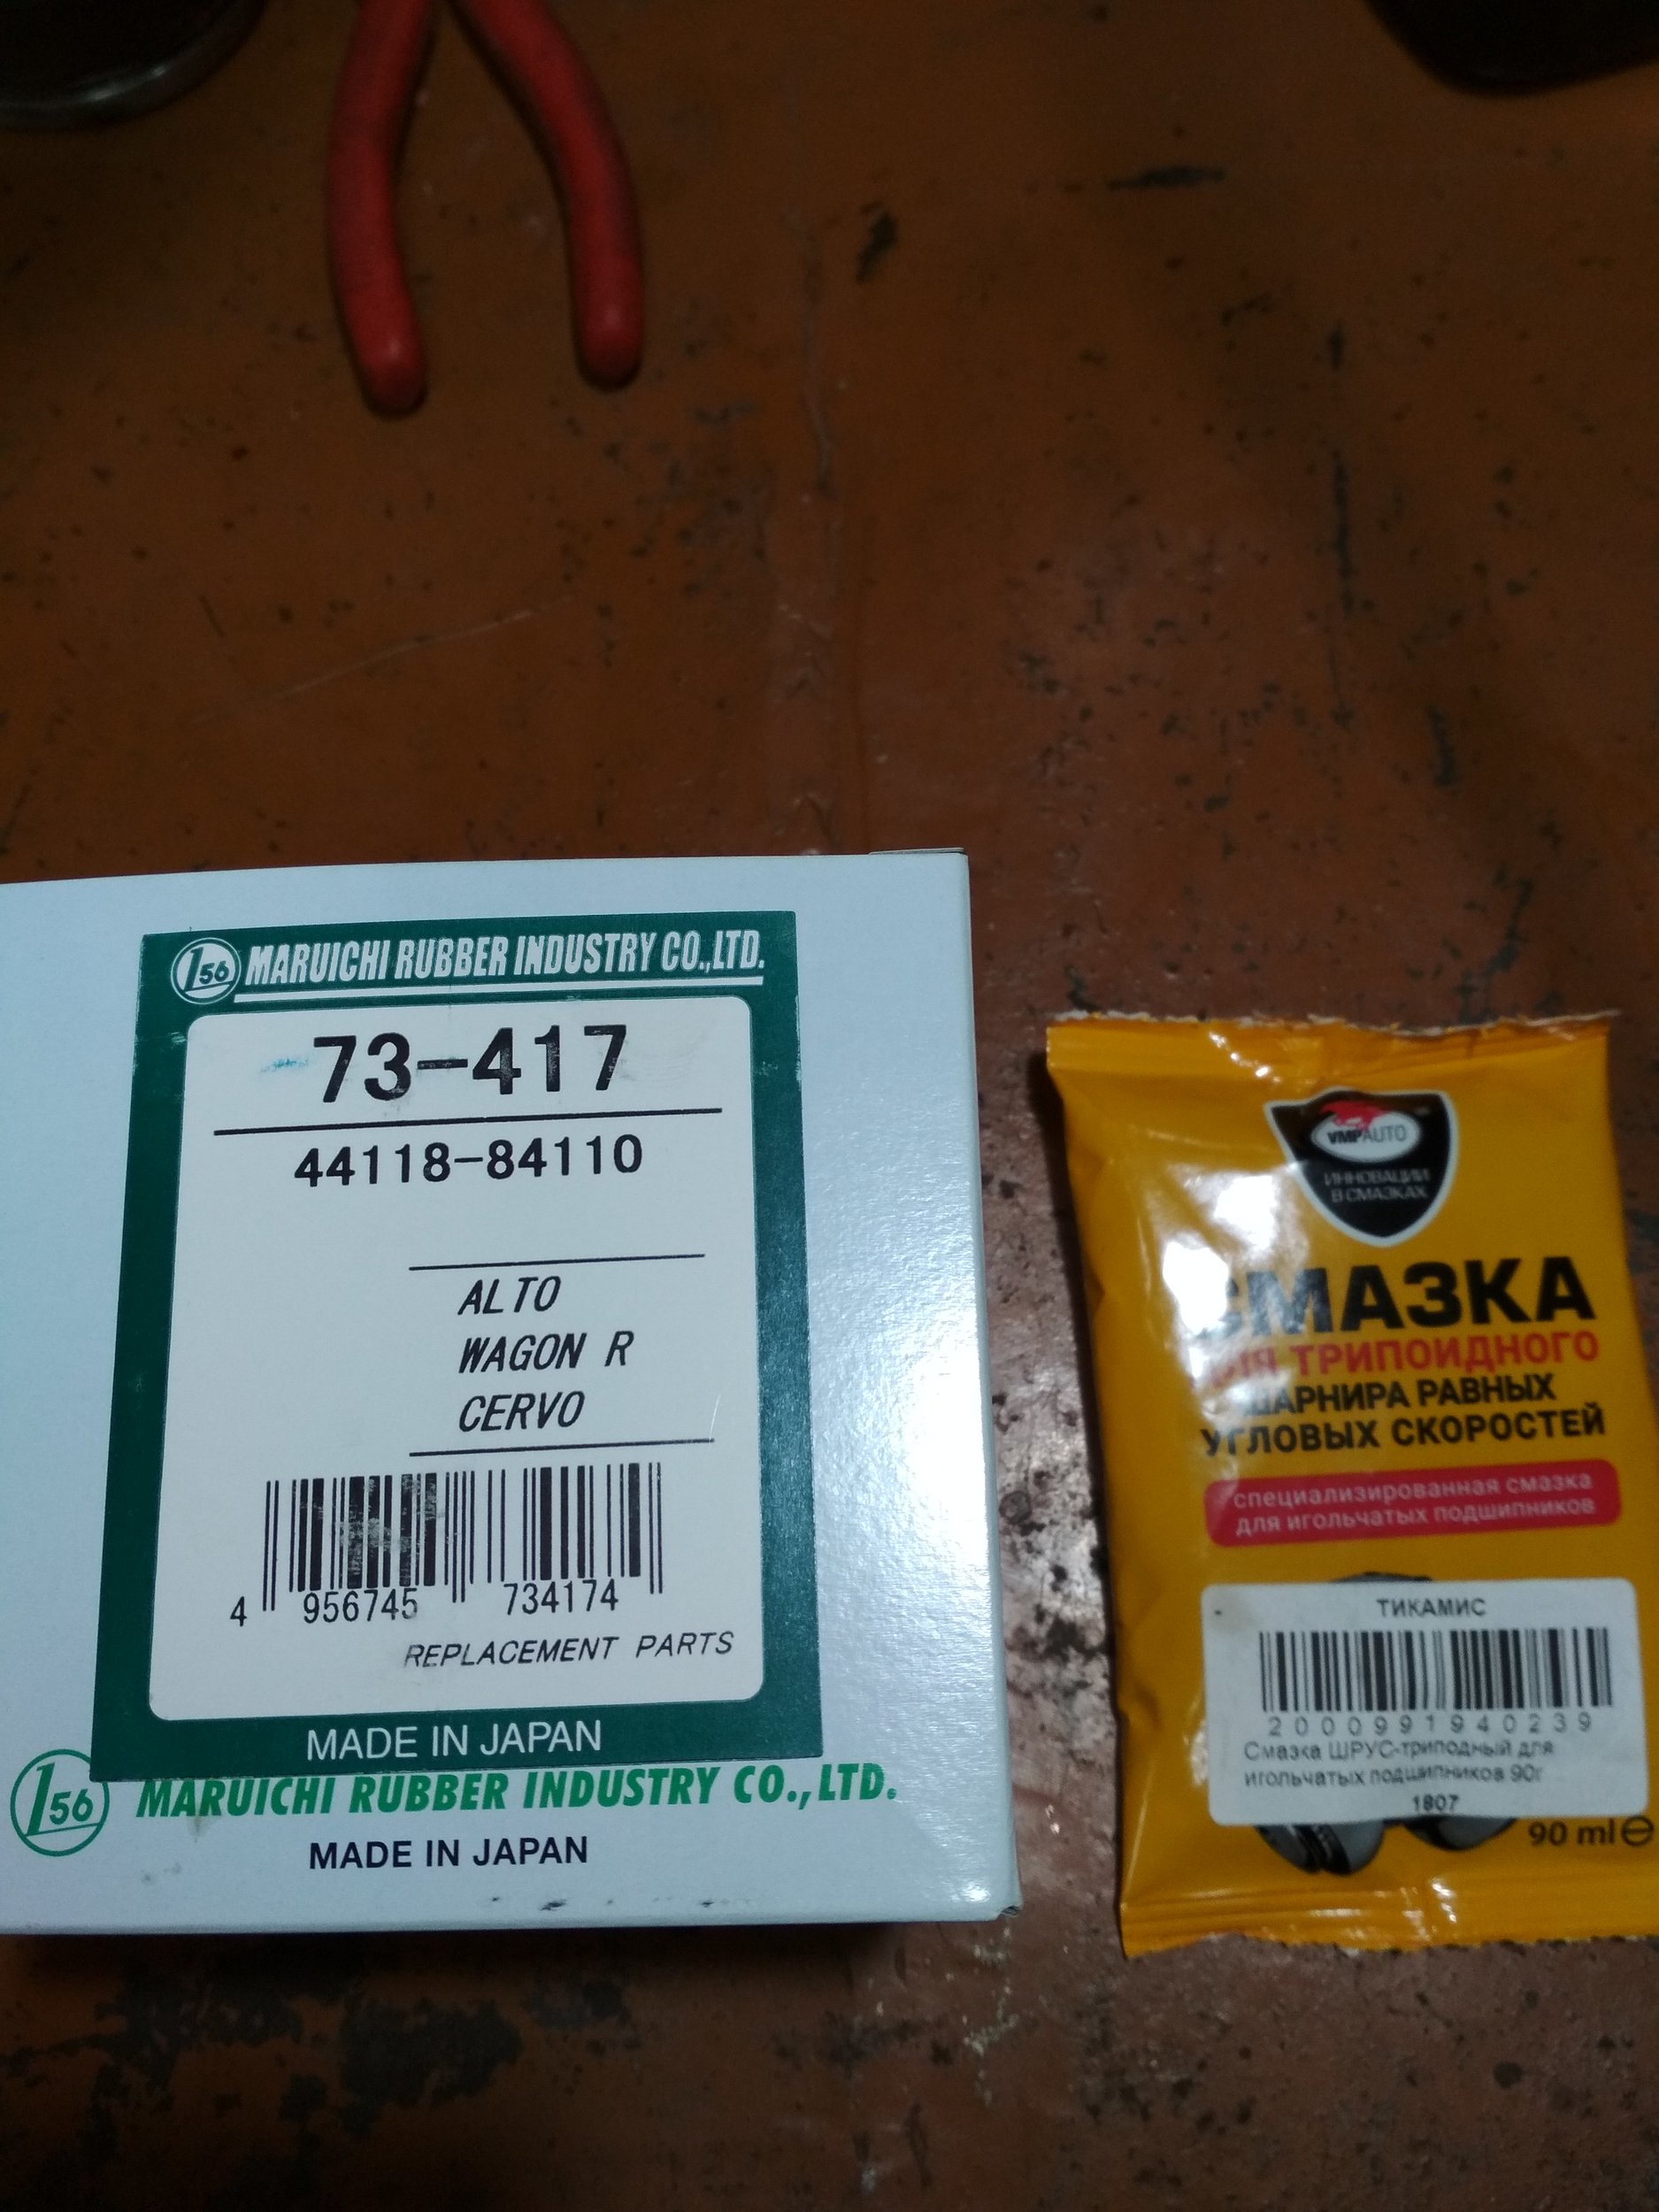 156 MARUICHI RUBBER INDUSTRY CO.,LTD.
73-417
44118-84110
ALTO
WAGON R
CERVO
4 956745 734174
REPLACEMENT PARTS
MADE IN JAPAN
156 MARUICHI RUBBER INDUSTRY CO., LTD.
MADE IN JAPAN
VMPAUTO
ИННОВАЦИИ
В СМАЗКАХ
СМАЗКА
ДЛЯ ТРИПОИДНОГО
ШАРНИРА РАВНЫХ
УГЛОВЫХ СКОРОСТЕЙ
специализированная смазка
для игольчатых подшипников
ТИКАМИС
2000991940239
Смазка ШРУС-триподный для
игольчатых подшипников 90г
1807
90 ml ℮